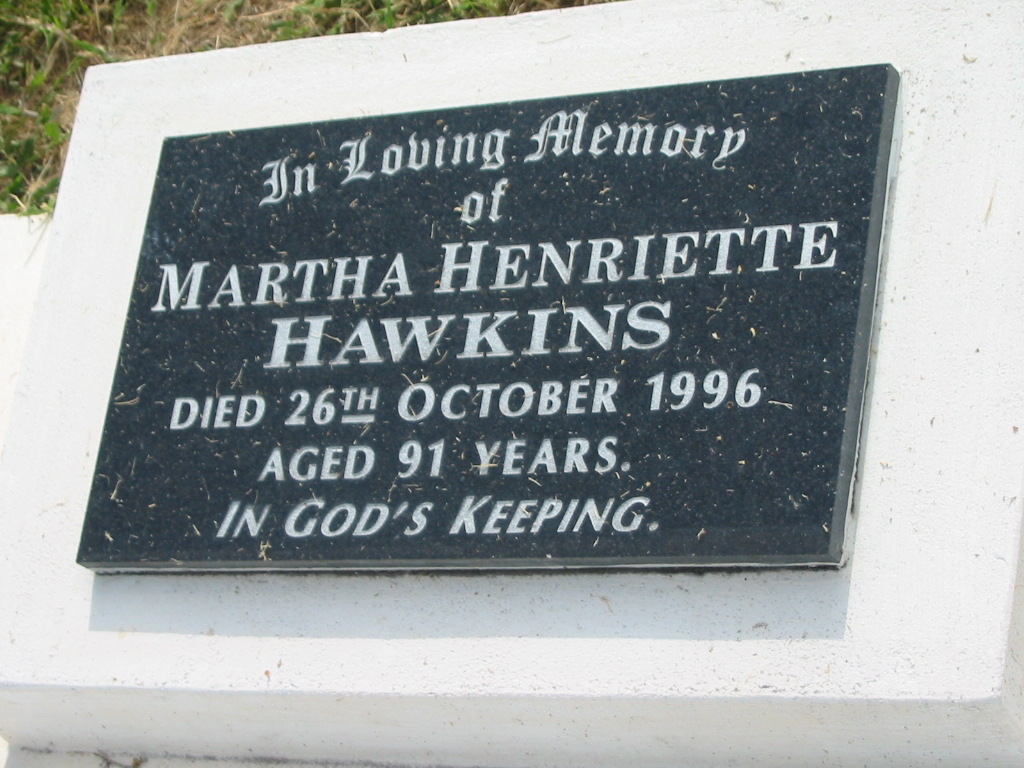 In Loving Memory
of
MARTHA HENRIETTE
HAWKINS
DIED 26TH OCTOBER 1996
AGED 91 YEARS.
IN GOD'S KEEPING.